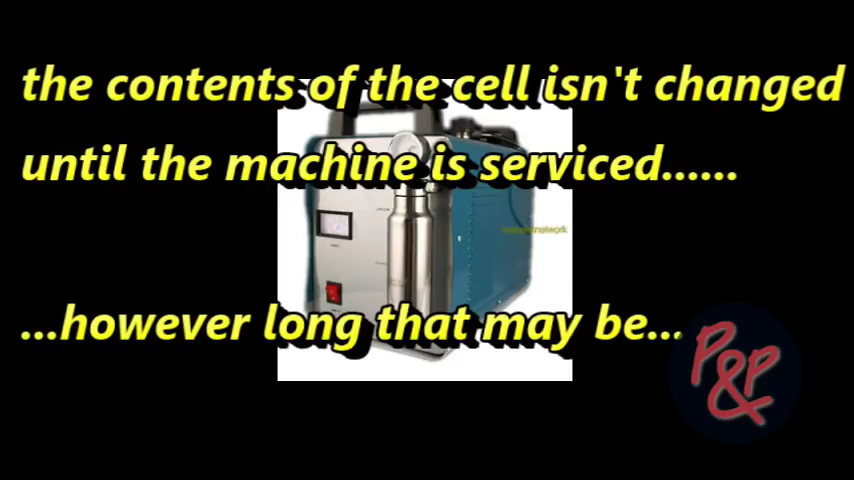 the contents of the cell isn't changed
until the machine is serviced......
...however long that may be...
P&P